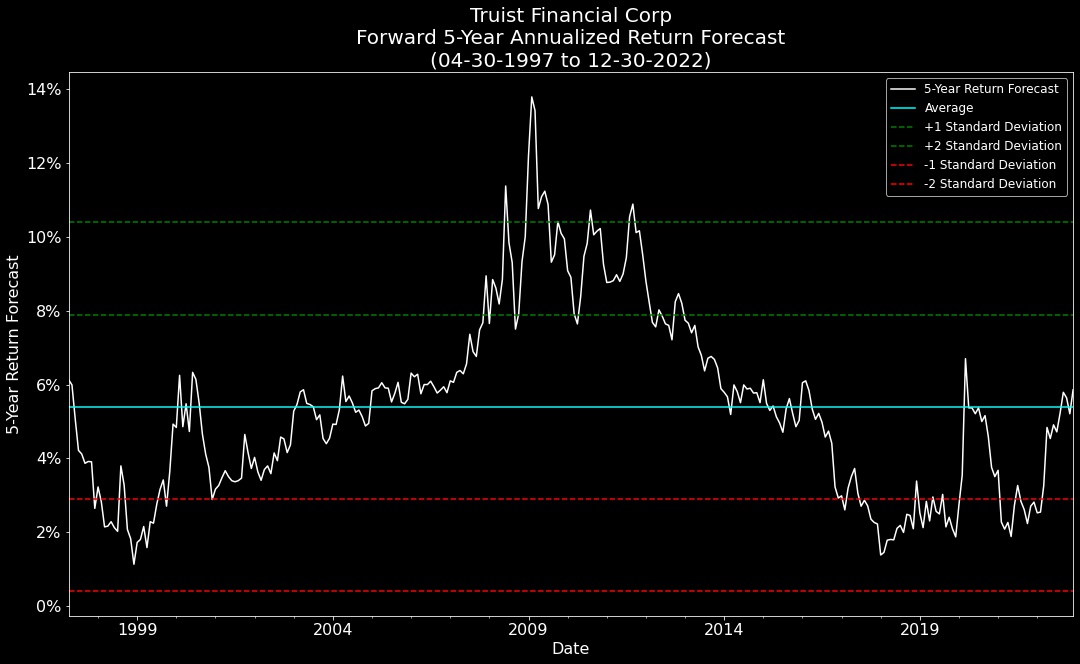 Truist Financial Corp
Forward 5-Year Annualized Return Forecast
(04-30-1997 to 12-30-2022)
5-Year Return Forecast
Average
+1 Standard Deviation
+2 Standard Deviation
-1 Standard Deviation
-2 Standard Deviation
14%
12%
10%
8%
6%
4%
2%
0%
5-Year Return Forecast
1999
2004
2009
2014
2019
Date